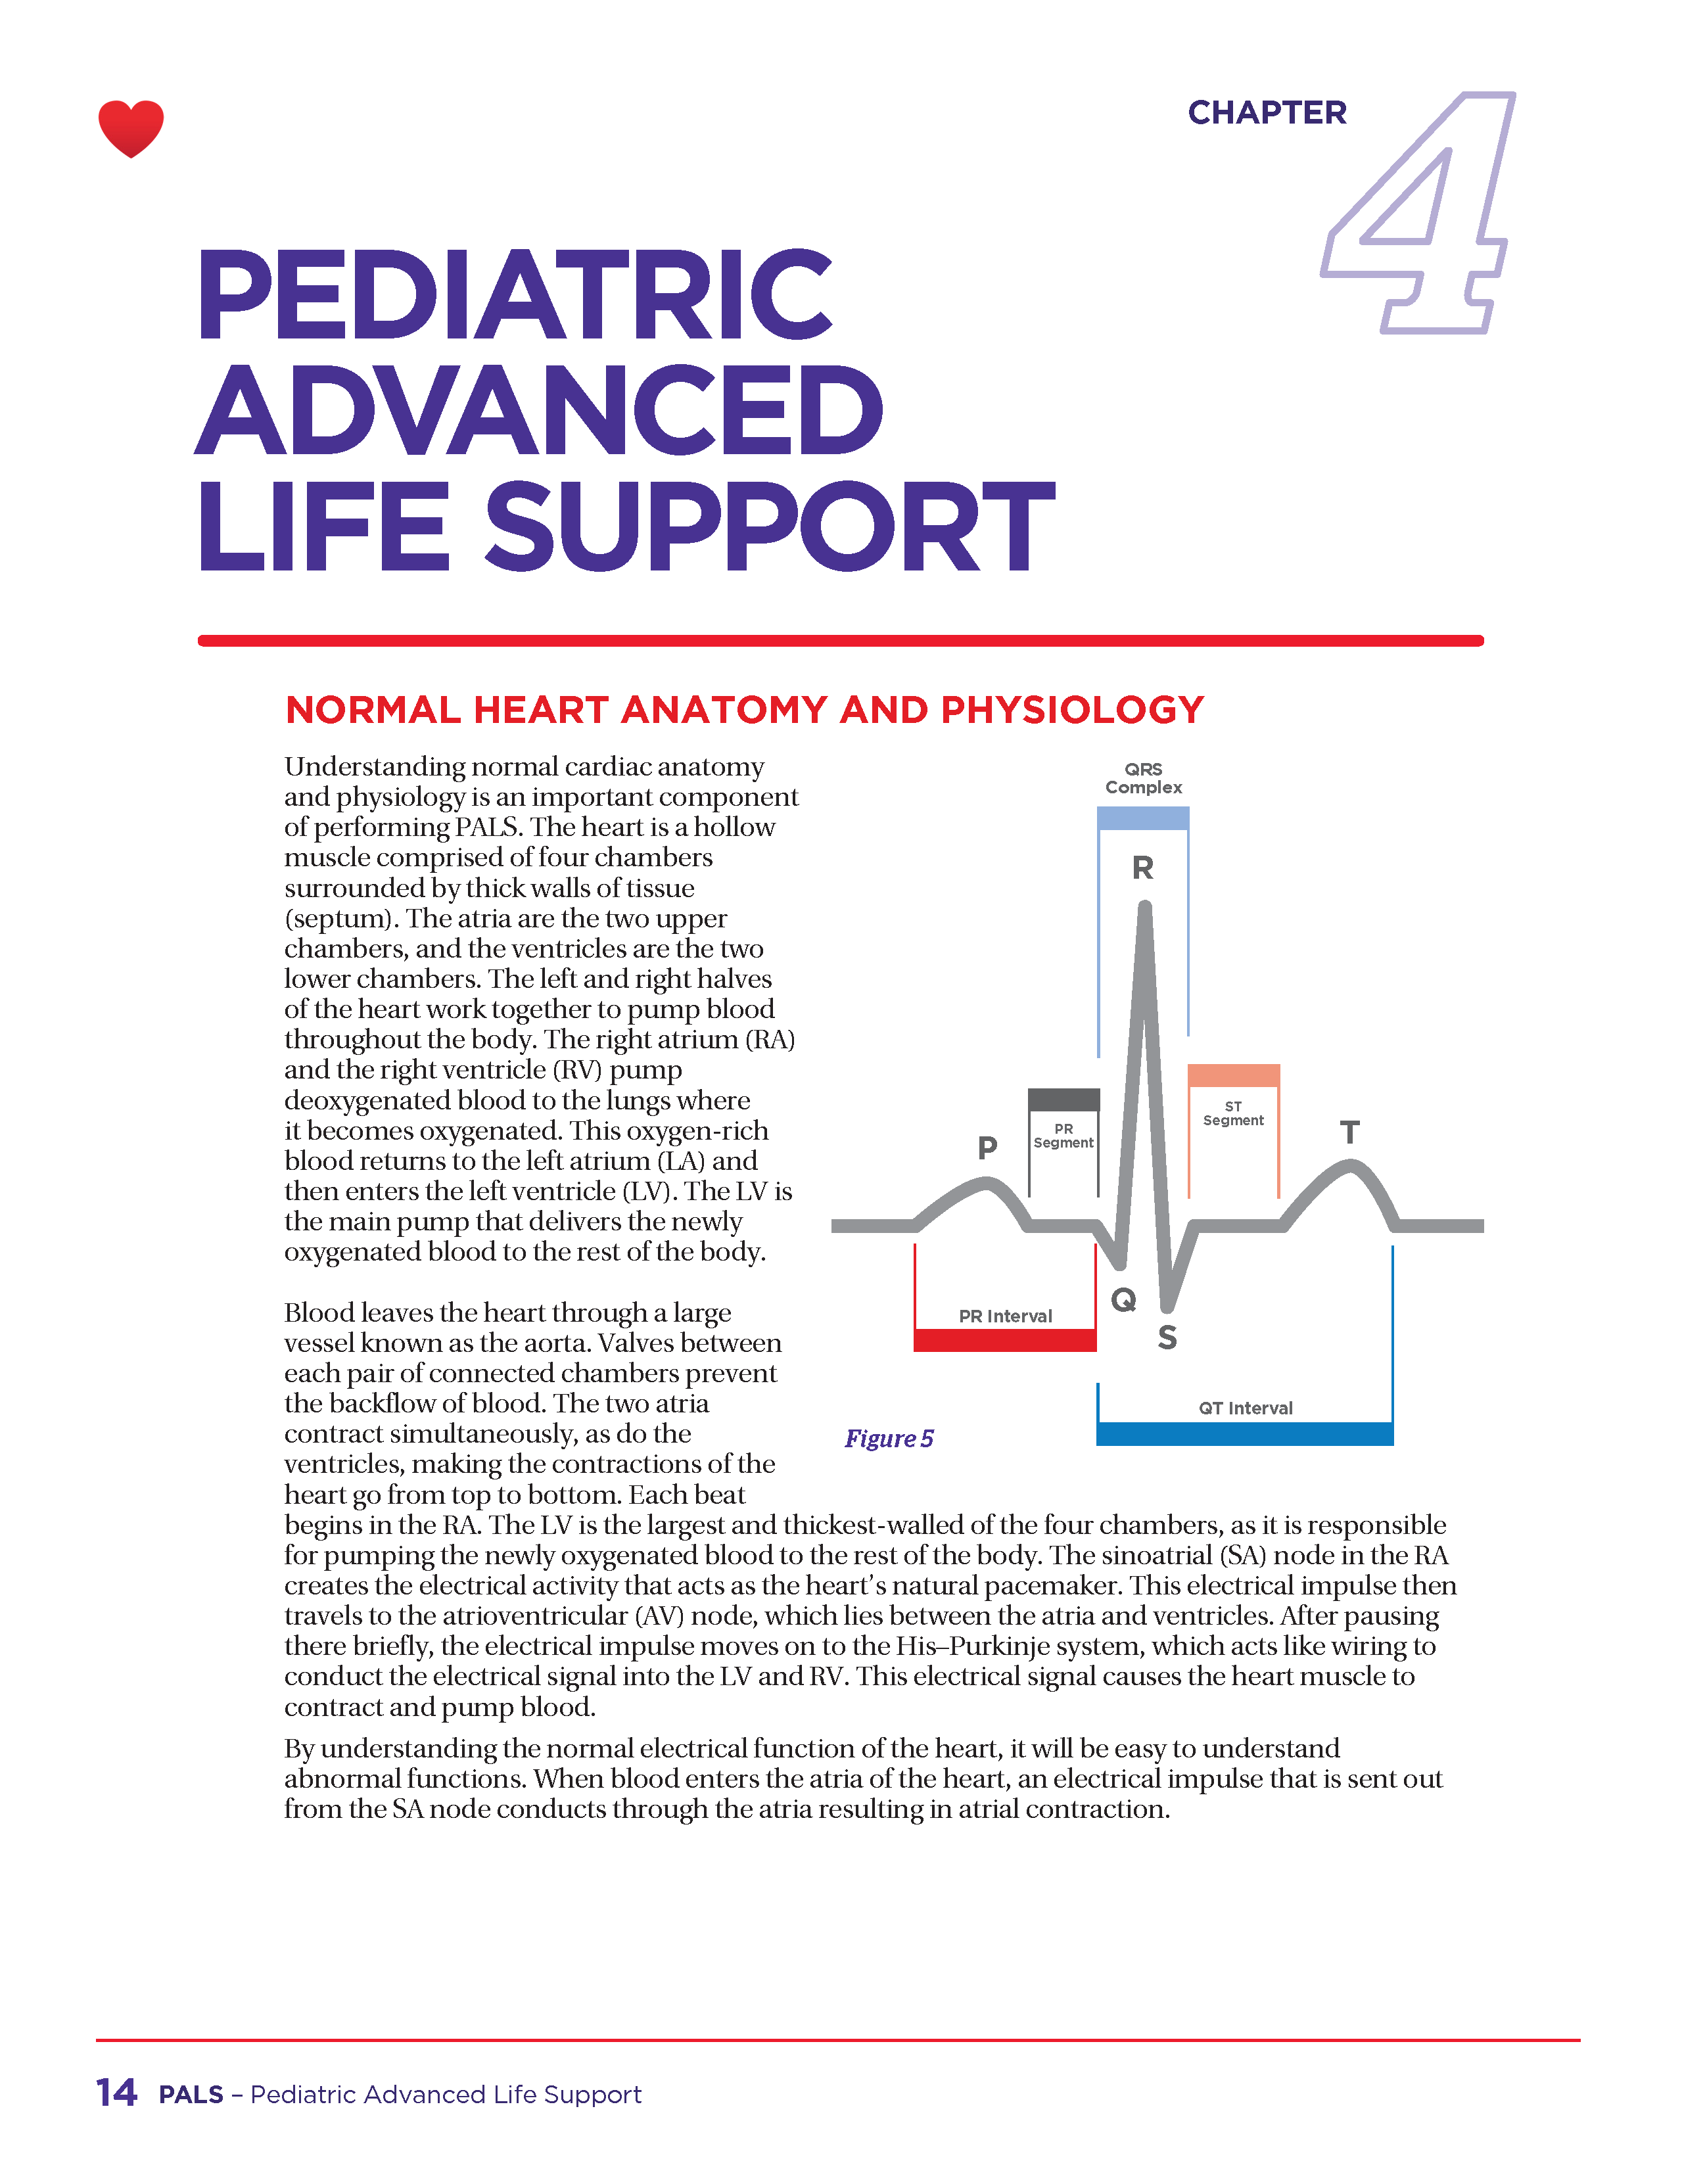 CHAPTER
4
PEDIATRIC
ADVANCED
LIFE SUPPORT
NORMAL HEART ANATOMY AND PHYSIOLOGY
Understanding normal cardiac anatomy
and physiology is an important component
of performing PALS. The heart is a hollow
muscle comprised of four chambers
surrounded by thick walls of tissue
(septum). The atria are the two upper
chambers, and the ventricles are the two
lower chambers. The left and right halves
of the heart work together to pump blood
throughout the body. The right atrium (RA)
and the right ventricle (RV) pump
deoxygenated blood to the lungs where
it becomes oxygenated. This oxygen-rich
blood returns to the left atrium (LA) and
then enters the left ventricle (LV). The LV is
the main pump that delivers the newly
oxygenated blood to the rest of the body.
Blood leaves the heart through a large
vessel known as the aorta. Valves between
each pair of connected chambers prevent
the backflow of blood. The two atria
contract simultaneously, as do the
ventricles, making the contractions of the
heart go from top to bottom. Each beat
begins in the RA. The LV is the largest and thickest-walled of the four chambers, as it is responsible
for pumping the newly oxygenated blood to the rest of the body. The sinoatrial (SA) node in the RA
creates the electrical activity that acts as the heart's natural pacemaker. This electrical impulse then
travels to the atrioventricular (AV) node, which lies between the atria and ventricles. After pausing
there briefly, the electrical impulse moves on to the His–Purkinje system, which acts like wiring to
conduct the electrical signal into the LV and RV. This electrical signal causes the heart muscle to
contract and pump blood.
By understanding the normal electrical function of the heart, it will be easy to understand
abnormal functions. When blood enters the atria of the heart, an electrical impulse that is sent out
from the SA node conducts through the atria resulting in atrial contraction.
QRS
Complex
R
PR
Segment
ST
Segment
P
T
Q
S
PR Interval
QT Interval
Figure 5
14 PALS – Pediatric Advanced Life Support